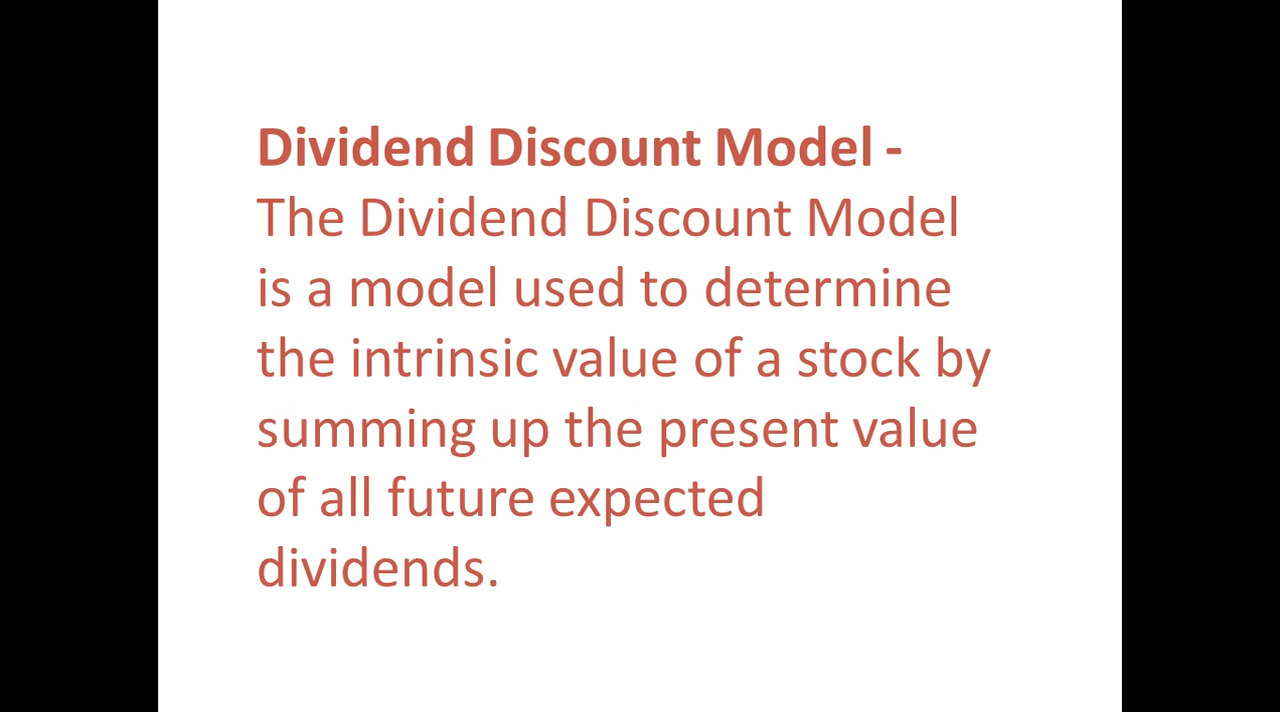 Dividend Discount Model -
The Dividend Discount Model
is a model used to determine
the intrinsic value of a stock by
summing up the present value
of all future expected
dividends.